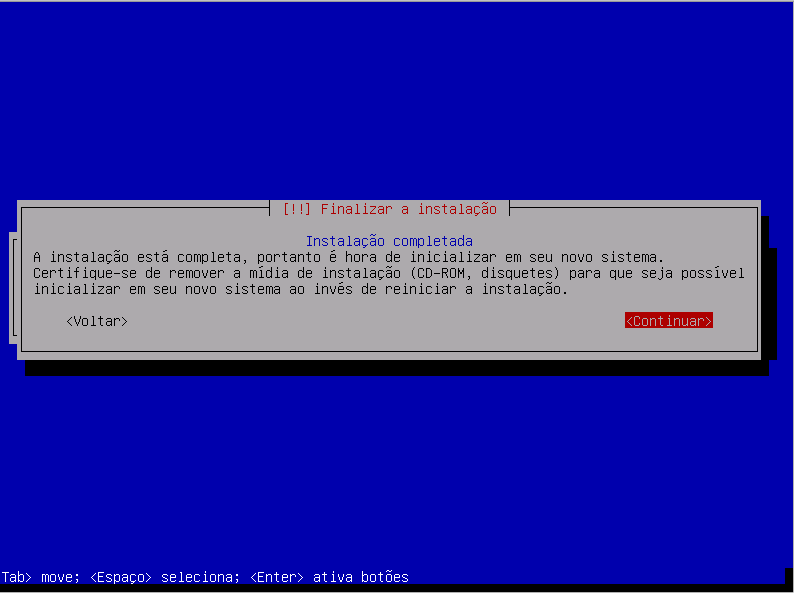 [!!] Finalizar a instalação
Instalação completada
A instalação está completa, portanto é hora de inicializar em seu novo sistema.
Certifique-se de remover a mídia de instalação (CD-ROM, disquetes) para que seja possível
inicializar em seu novo sistema ao invés de reiniciar a instalação.
<Voltar> <Continuar>
Tab> move; <Espaço> seleciona; <Enter> ativa botões